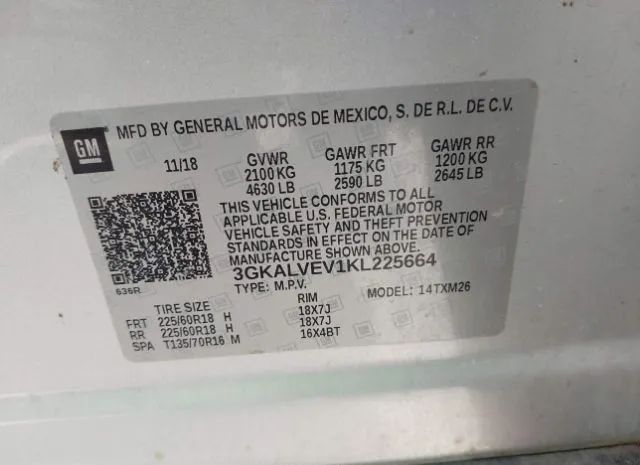 GM
MFD BY GENERAL MOTORS DE MEXICO, S. DE R.L. DE C.V.
11/18 GVWR GAWR FRT GAWR RR
2100 KG 1175 KG 1200 KG
4630 LB 2590 LB 2645 LB
THIS VEHICLE CONFORMS TO ALL
APPLICABLE U.S. FEDERAL MOTOR
VEHICLE SAFETY AND THEFT PREVENTION
STANDARDS IN EFFECT ON THE DATE OF
MANUFACTURE SHOWN ABOVE.
3GKALVEV1KL225664
636R
TYPE: M.P.V. MODEL: 14TXM26
TIRE SIZE RIM
FRT 225/60R18 H 18X7J
RR 225/60R18 H 18X7J
SPA T135/70R16 M 16X4BT